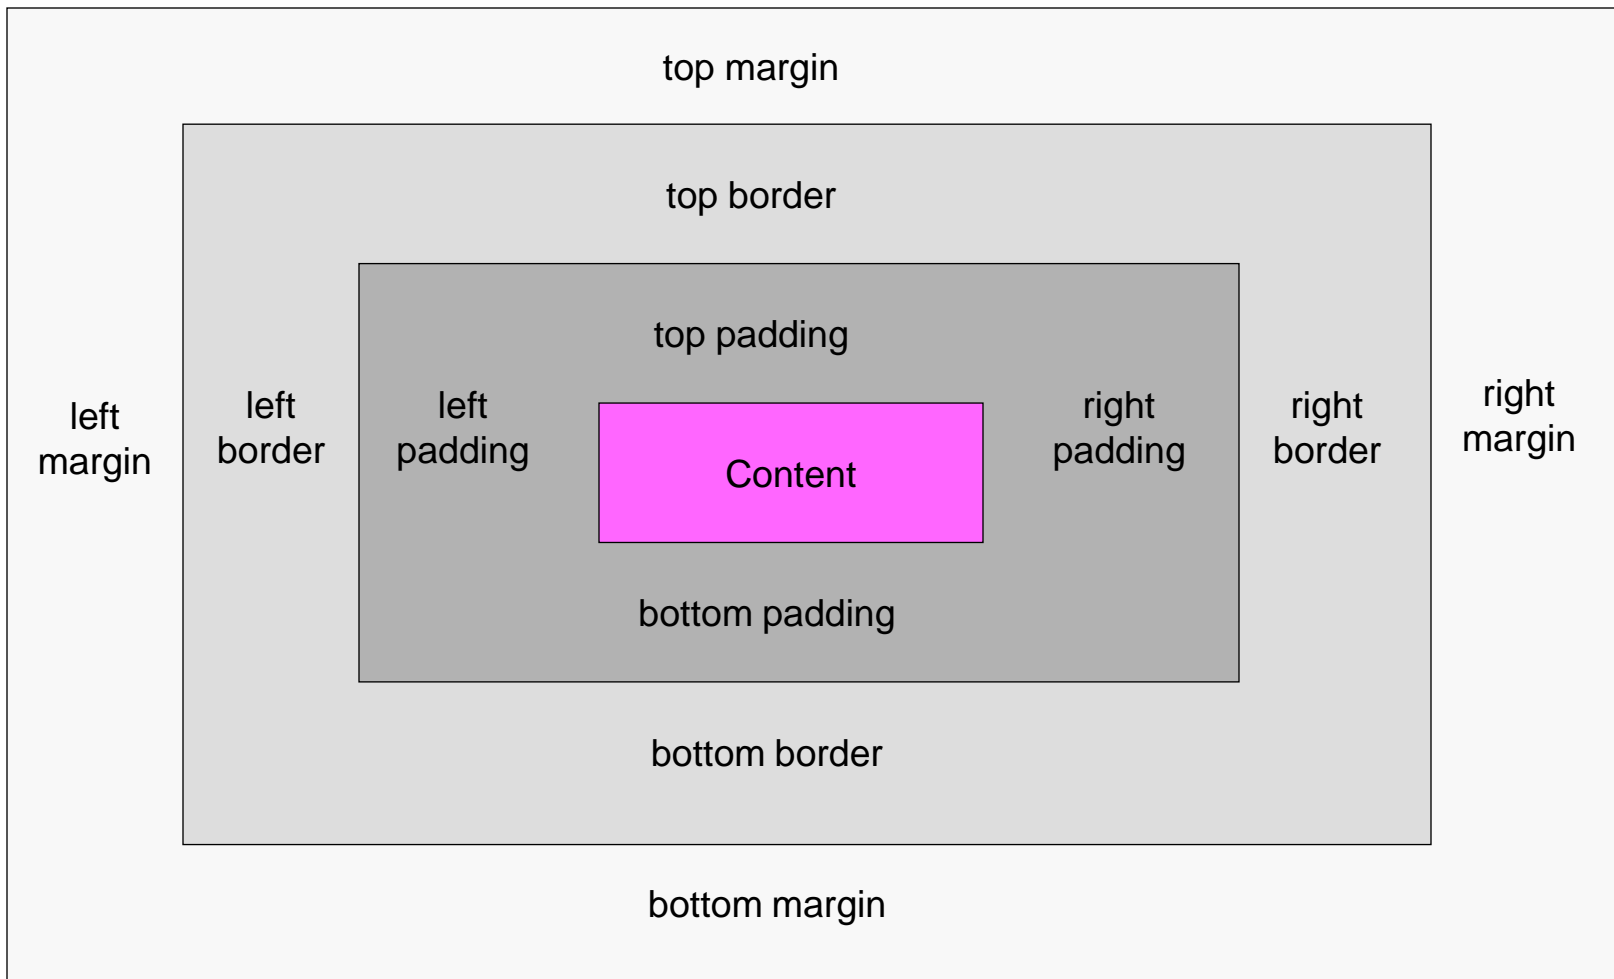 top margin
top border
top padding
left
margin
left
border
left
padding
Content
right
padding
right
border
right
margin
bottom padding
bottom border
bottom margin